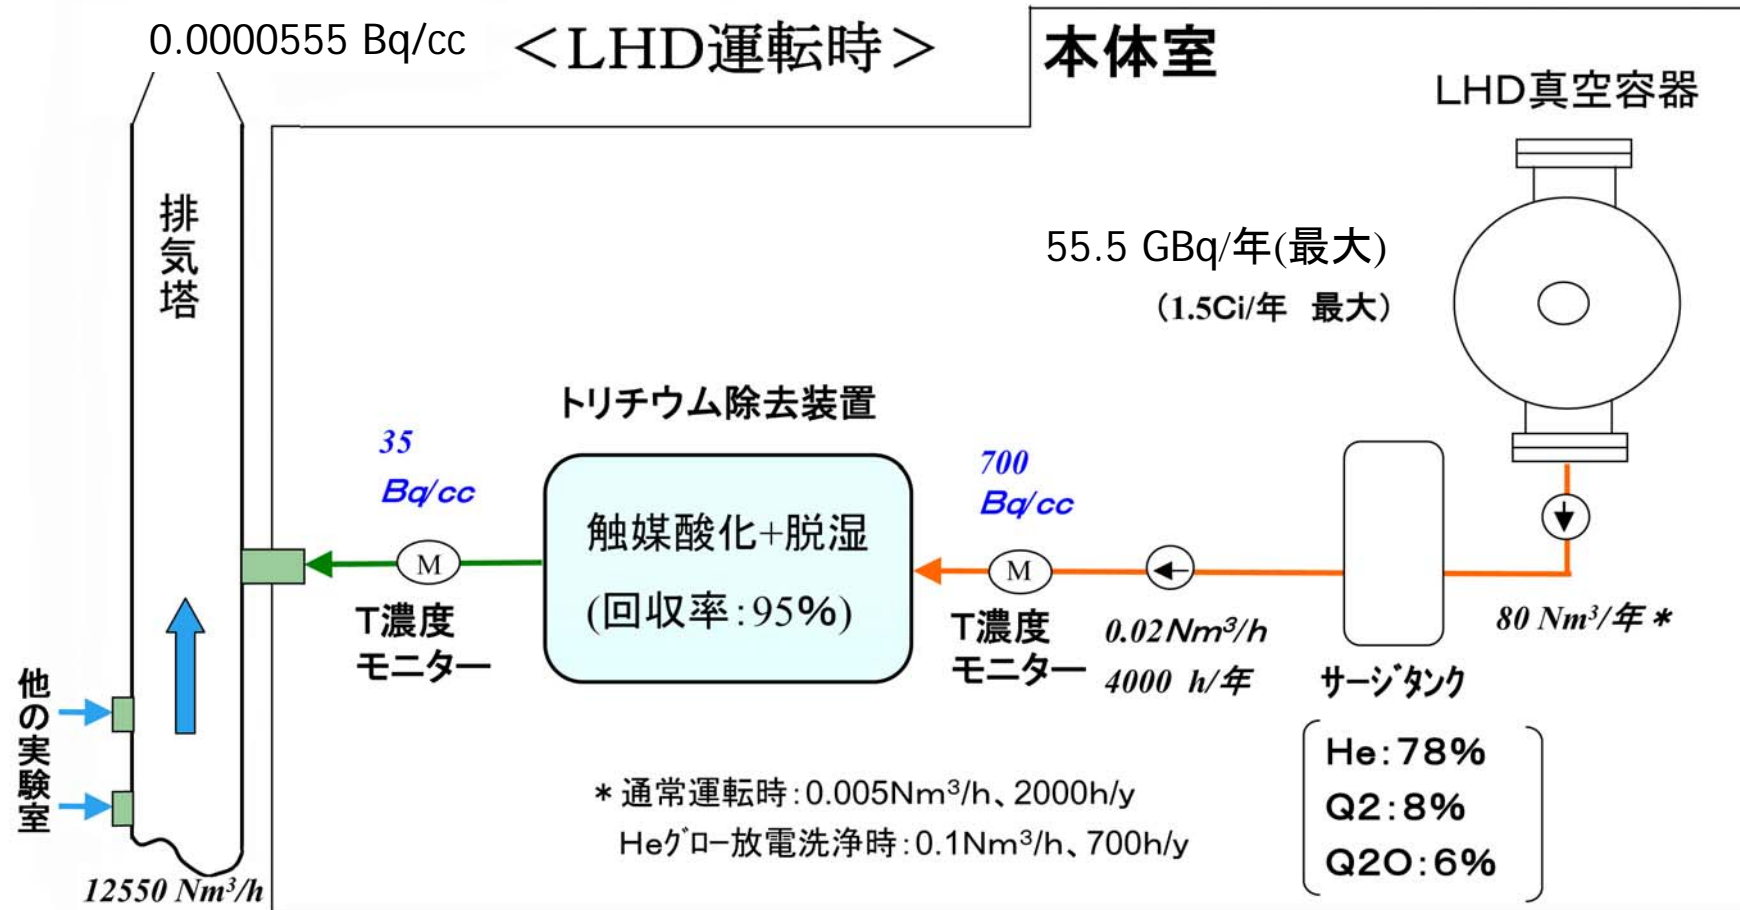 0.0000555 Bq/cc
＜LHD運転時＞
本体室
LHD真空容器
排気塔
55.5 GBq/年(最大)
（1.5Ci/年 最大）
トリチウム除去装置
35
Bq/cc
700
Bq/cc
触媒酸化+脱湿
(回収率:95%)
M
M
T濃度
モニター
T濃度
モニター
0.02Nm³/h
4000 h/年
80 Nm³/年＊
サージタンク
He:78%
Q2:8%
Q2O:6%
他の実験室
＊通常運転時:0.005Nm³/h、2000h/y
Heグロー放電洗浄時:0.1Nm³/h、700h/y
12550 Nm³/h